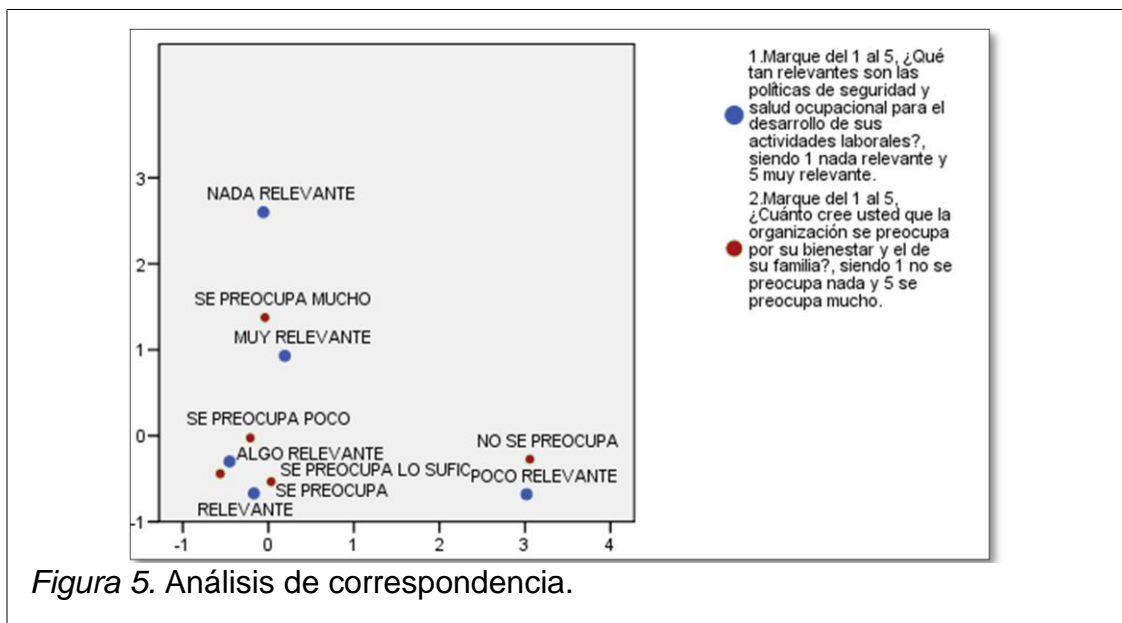 3
2
1
0
-1
-1
0
1
2
3
4
NADA RELEVANTE
SE PREOCUPA MUCHO
MUY RELEVANTE
SE PREOCUPA POCO
ALGO RELEVANTE
NO SE PREOCUPA
SE PREOCUPA LO SUFIC
POCO RELEVANTE
SE PREOCUPA
RELEVANTE
1.Marque del 1 al 5, ¿Qué
tan relevantes son las
políticas de seguridad y
salud ocupacional para el
desarrollo de sus
actividades laborales?,
siendo 1 nada relevante y
5 muy relevante.
2.Marque del 1 al 5,
¿Cuánto cree usted que la
organización se preocupa
por su bienestar y el de
su familia?, siendo 1 no se
preocupa nada y 5 se
preocupa mucho.
Figura 5. Análisis de correspondencia.